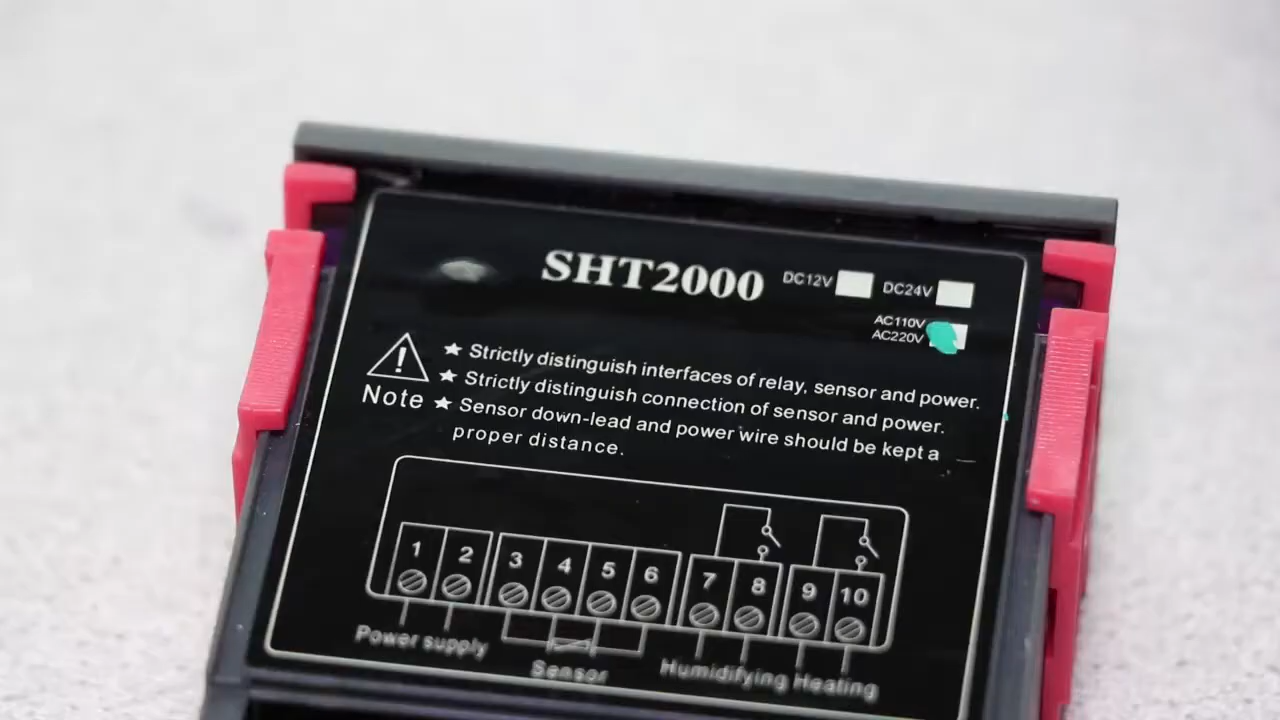 SHT2000 DC12V DC24V
AC110V
AC220V
! ★ Strictly distinguish interfaces of relay, sensor and power.
★ Strictly distinguish connection of sensor and power.
Note ★ Sensor down-lead and power wire should be kept a
proper distance.
1 2 3 4 5 6 7 8 9 10
Power supply Sensor Humidifying Heating